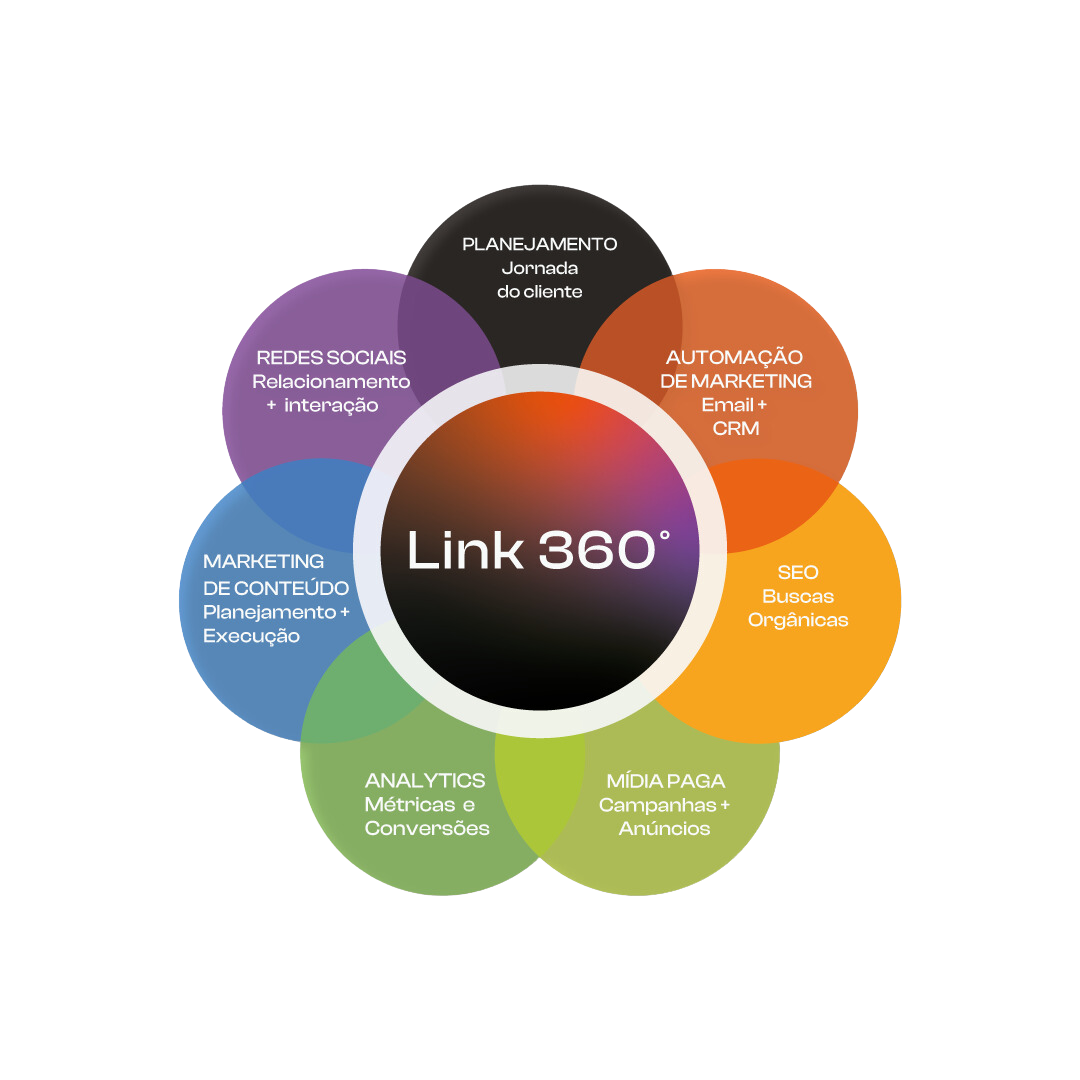 PLANEJAMENTO
Jornada
do cliente
AUTOMAÇÃO
DE MARKETING
Email +
CRM
SEO
Buscas
Orgânicas
MÍDIA PAGA
Campanhas +
Anúncios
ANALYTICS
Métricas e
Conversões
MARKETING
DE CONTEÚDO
Planejamento +
Execução
REDES SOCIAIS
Relacionamento
+ interação
Link 360°